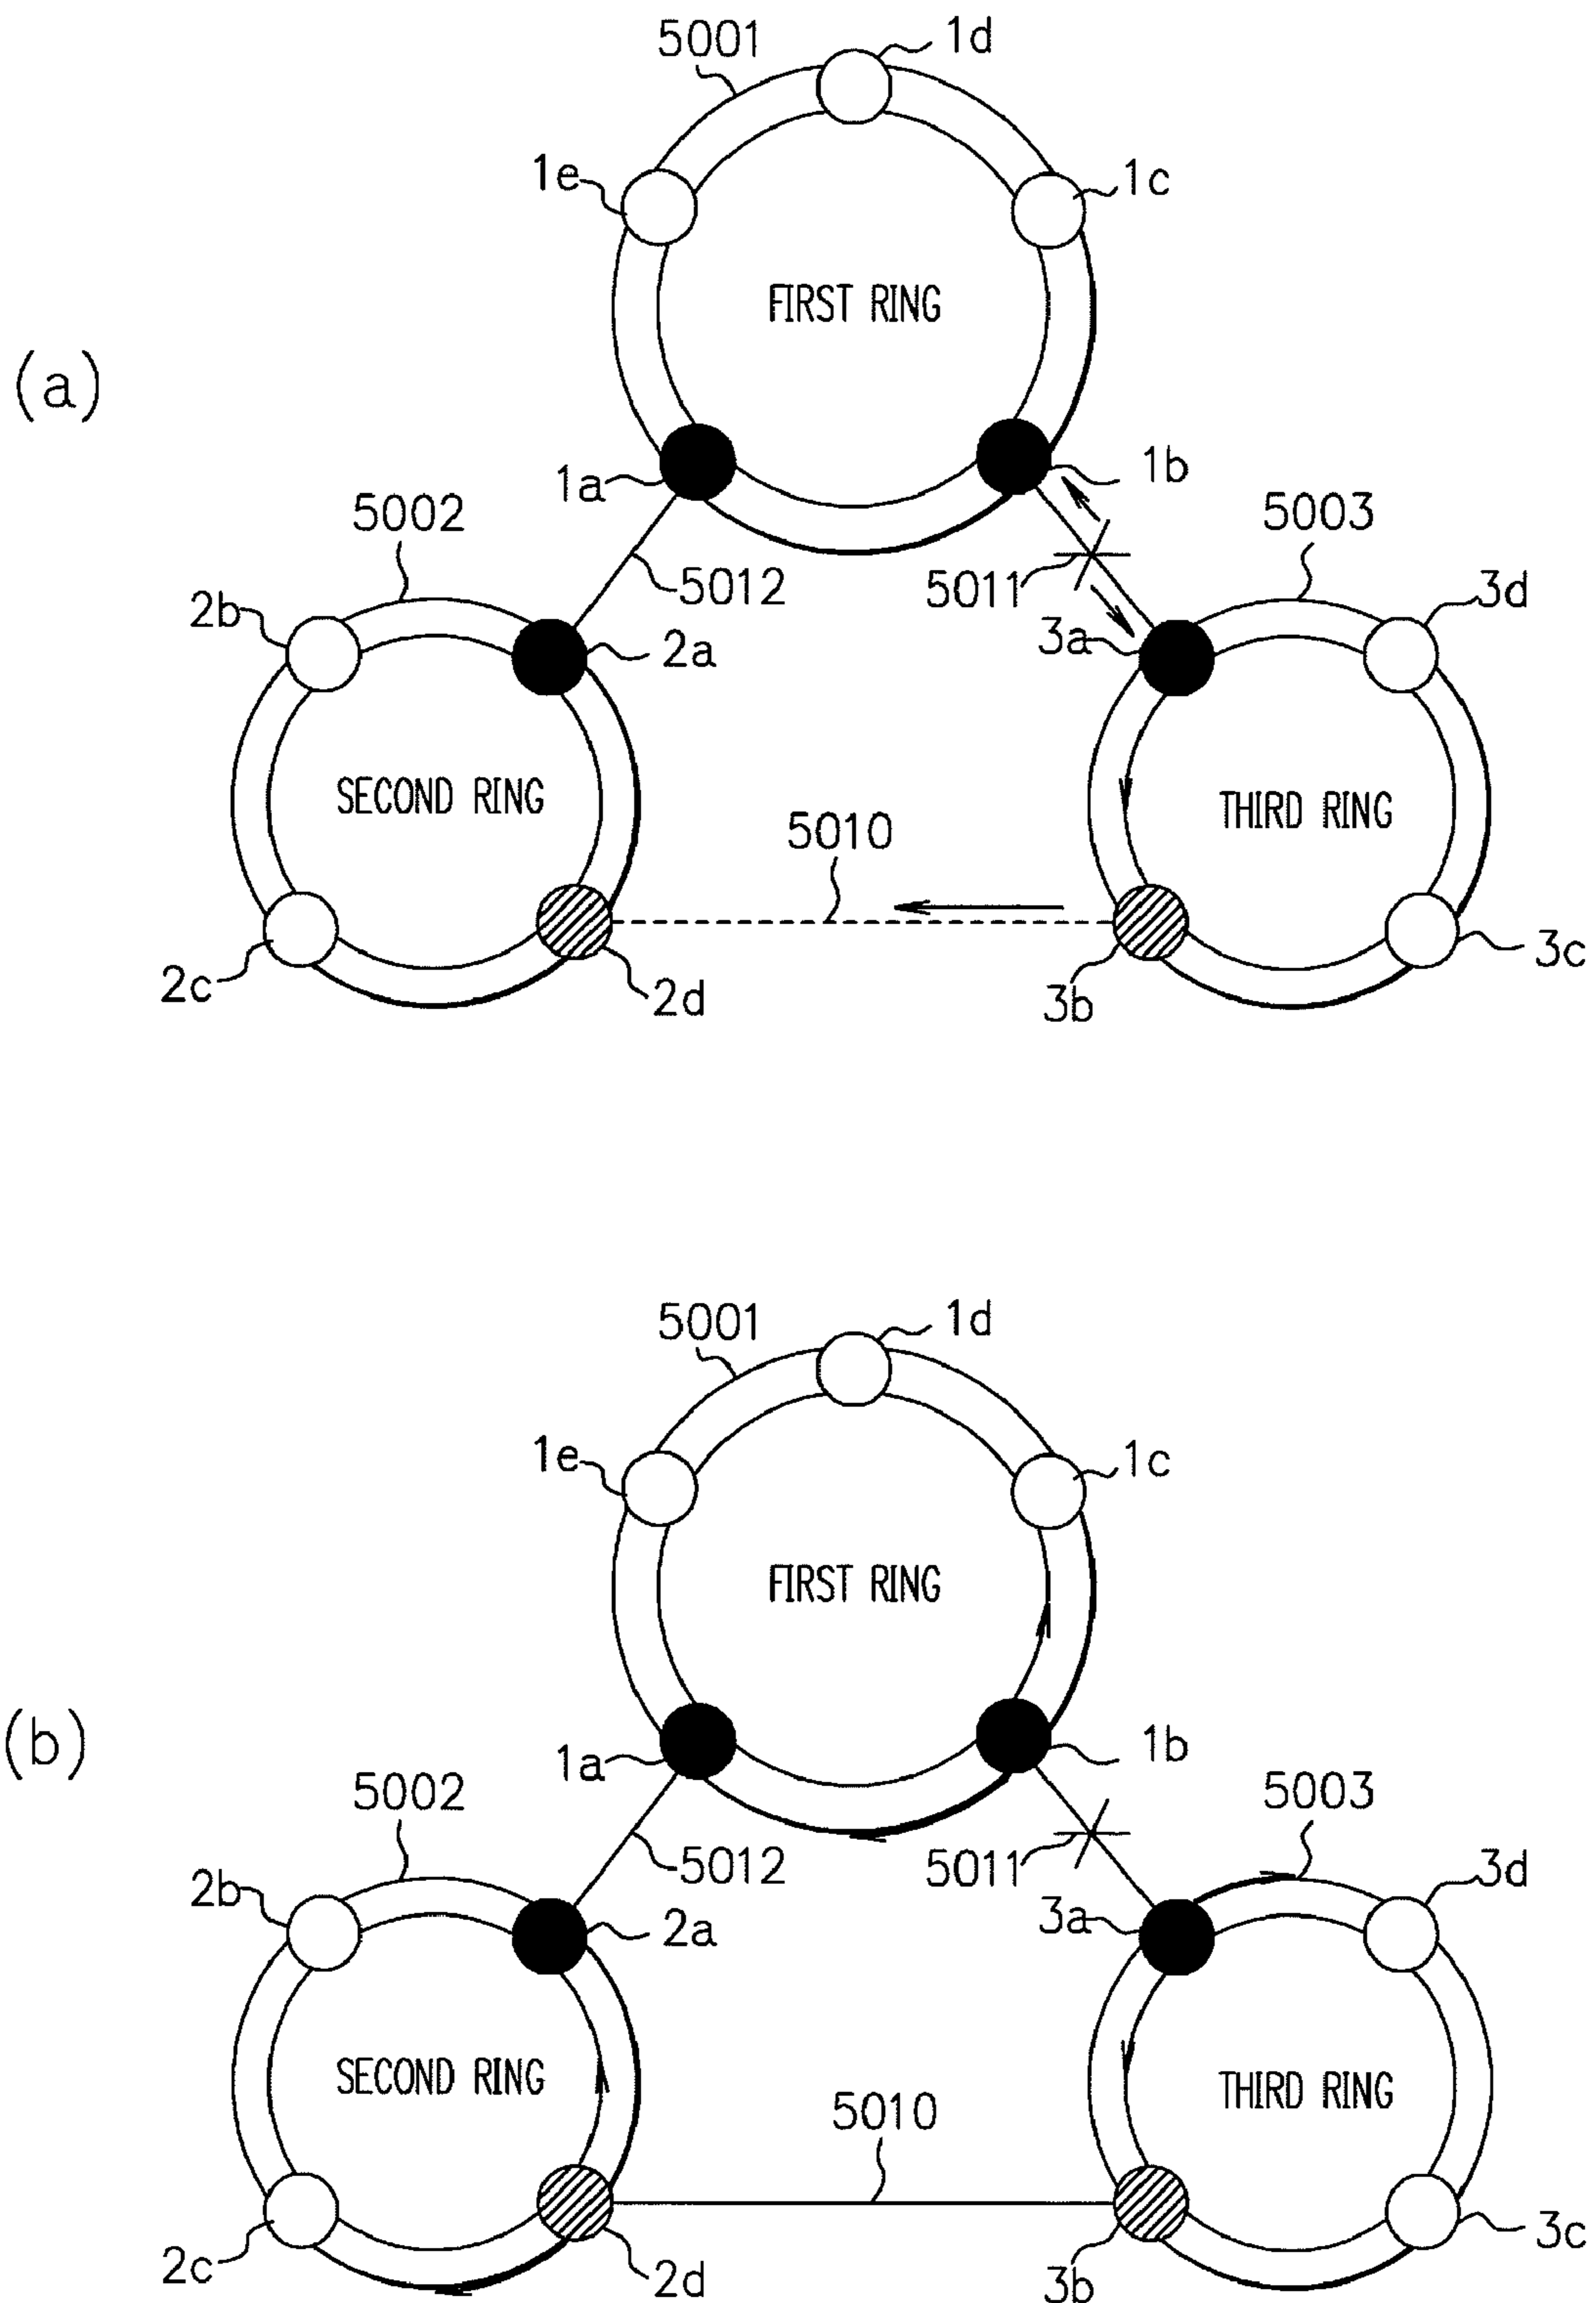 5001
1d
1e
1c
FIRST RING
(a)
1a
1b
5002
5003
5012
5011
2b
3d
2a
3a
SECOND RING
THIRD RING
5010
2c
2d
3b
3c
5001
1d
1e
1c
FIRST RING
(b)
1a
1b
5002
5003
5012
5011
2b
3d
2a
3a
SECOND RING
THIRD RING
5010
2c
2d
3b
3c